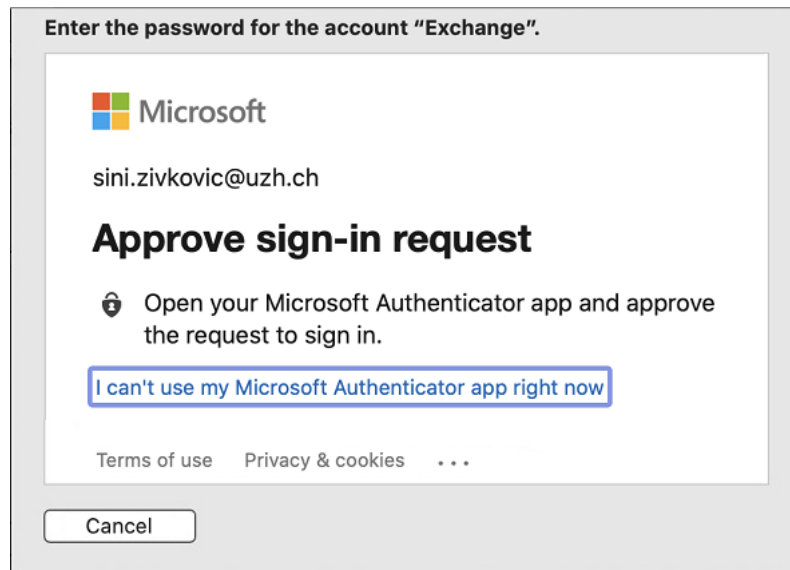 Enter the password for the account “Exchange”.
Microsoft
sini.zivkovic@uzh.ch
Approve sign-in request
Open your Microsoft Authenticator app and approve
the request to sign in.
I can't use my Microsoft Authenticator app right now
Terms of use Privacy & cookies ...
Cancel